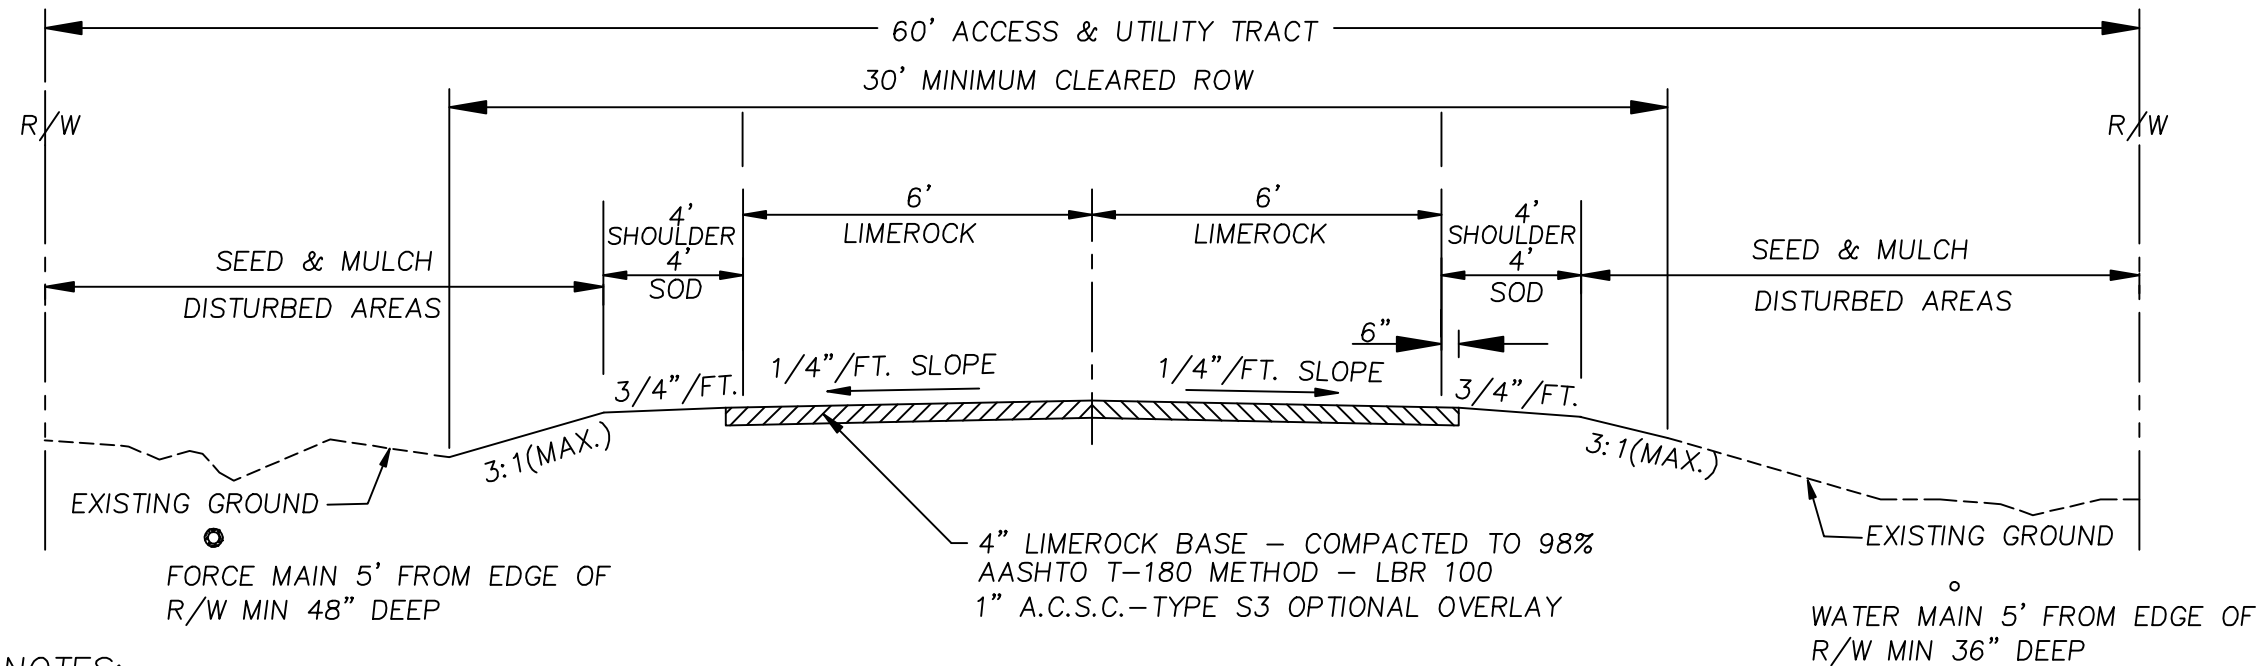 60' ACCESS & UTILITY TRACT
30' MINIMUM CLEARED ROW
R/W
R/W
6'
LIMEROCK
6'
LIMEROCK
4'
SHOULDER
4'
SOD
4'
SHOULDER
4'
SOD
SEED & MULCH
DISTURBED AREAS
SEED & MULCH
DISTURBED AREAS
6"
3/4"/FT.
1/4"/FT. SLOPE
1/4"/FT. SLOPE
3/4"/FT.
3:1(MAX.)
3:1(MAX.)
EXISTING GROUND
EXISTING GROUND
FORCE MAIN 5' FROM EDGE OF
R/W MIN 48" DEEP
4" LIMEROCK BASE – COMPACTED TO 98%
AASHTO T–180 METHOD – LBR 100
1" A.C.S.C.–TYPE S3 OPTIONAL OVERLAY
WATER MAIN 5' FROM EDGE OF
R/W MIN 36" DEEP
NOTES: